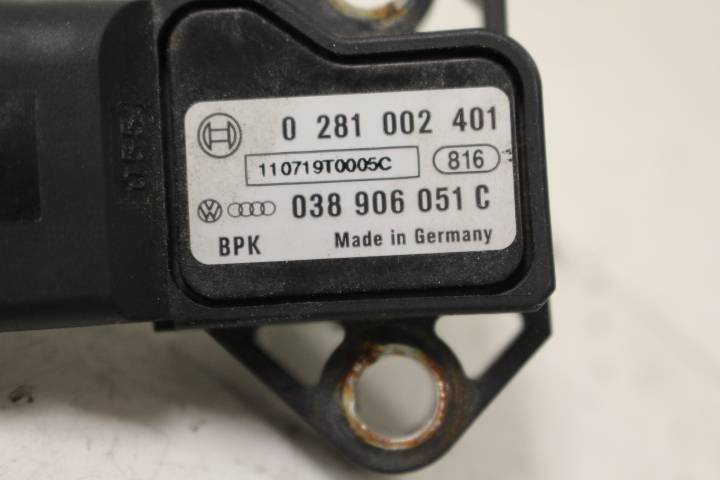 0 281 002 401
110719T0005C 816
038 906 051 C
BPK Made in Germany